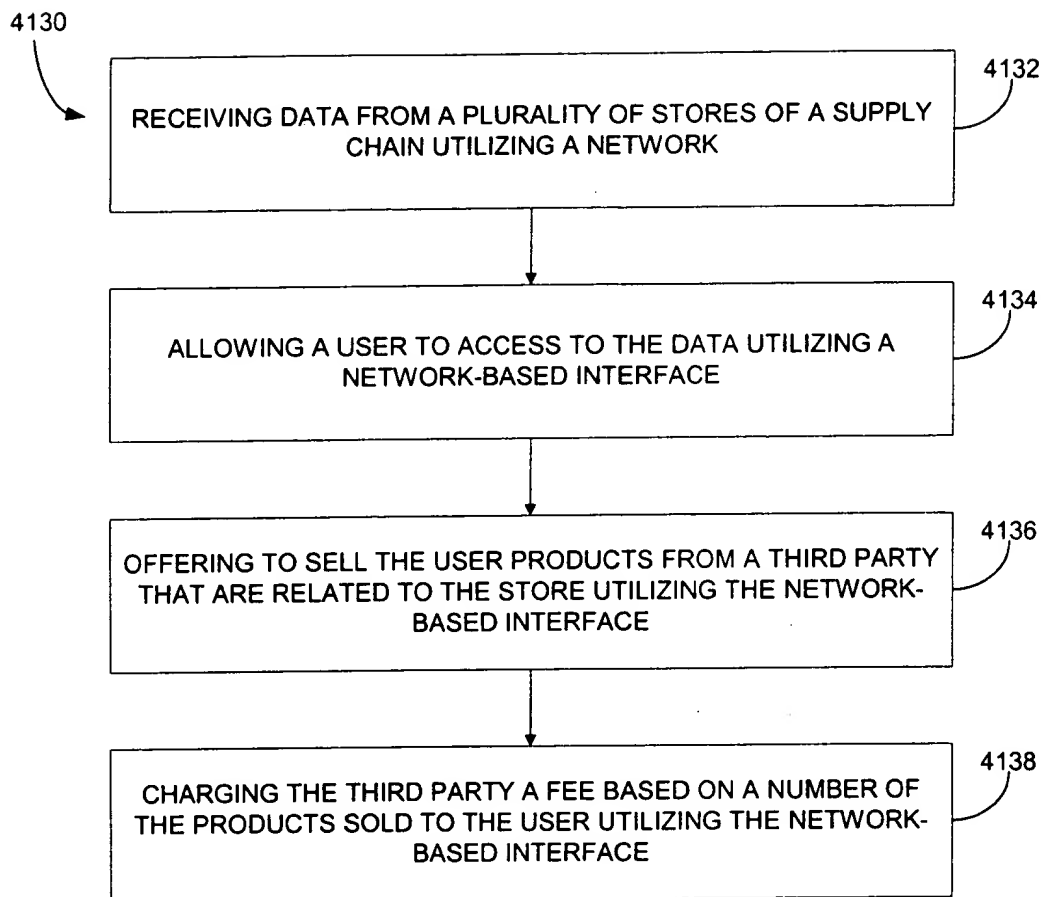 4130
4132
RECEIVING DATA FROM A PLURALITY OF STORES OF A SUPPLY
CHAIN UTILIZING A NETWORK
4134
ALLOWING A USER TO ACCESS TO THE DATA UTILIZING A
NETWORK-BASED INTERFACE
4136
OFFERING TO SELL THE USER PRODUCTS FROM A THIRD PARTY
THAT ARE RELATED TO THE STORE UTILIZING THE NETWORK-
BASED INTERFACE
4138
CHARGING THE THIRD PARTY A FEE BASED ON A NUMBER OF
THE PRODUCTS SOLD TO THE USER UTILIZING THE NETWORK-
BASED INTERFACE